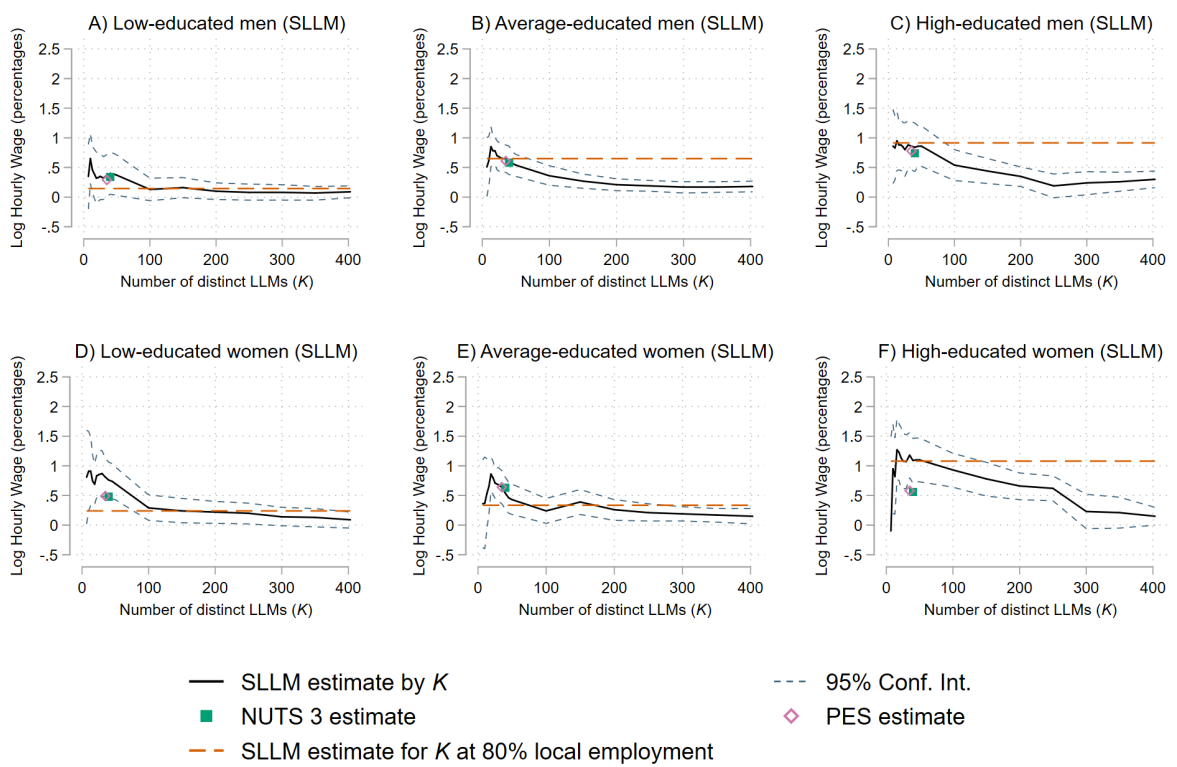 A) Low-educated men (SLLM)
Log Hourly Wage (percentages)
2.5
2
1.5
1
.5
0
-.5
0 100 200 300 400
Number of distinct LLMs (K)
B) Average-educated men (SLLM)
Log Hourly Wage (percentages)
2.5
2
1.5
1
.5
0
-.5
0 100 200 300 400
Number of distinct LLMs (K)
C) High-educated men (SLLM)
Log Hourly Wage (percentages)
2.5
2
1.5
1
.5
0
-.5
0 100 200 300 400
Number of distinct LLMs (K)
D) Low-educated women (SLLM)
Log Hourly Wage (percentages)
2.5
2
1.5
1
.5
0
-.5
0 100 200 300 400
Number of distinct LLMs (K)
E) Average-educated women (SLLM)
Log Hourly Wage (percentages)
2.5
2
1.5
1
.5
0
-.5
0 100 200 300 400
Number of distinct LLMs (K)
F) High-educated women (SLLM)
Log Hourly Wage (percentages)
2.5
2
1.5
1
.5
0
-.5
0 100 200 300 400
Number of distinct LLMs (K)
SLLM estimate by K
95% Conf. Int.
NUTS 3 estimate
PES estimate
SLLM estimate for K at 80% local employment